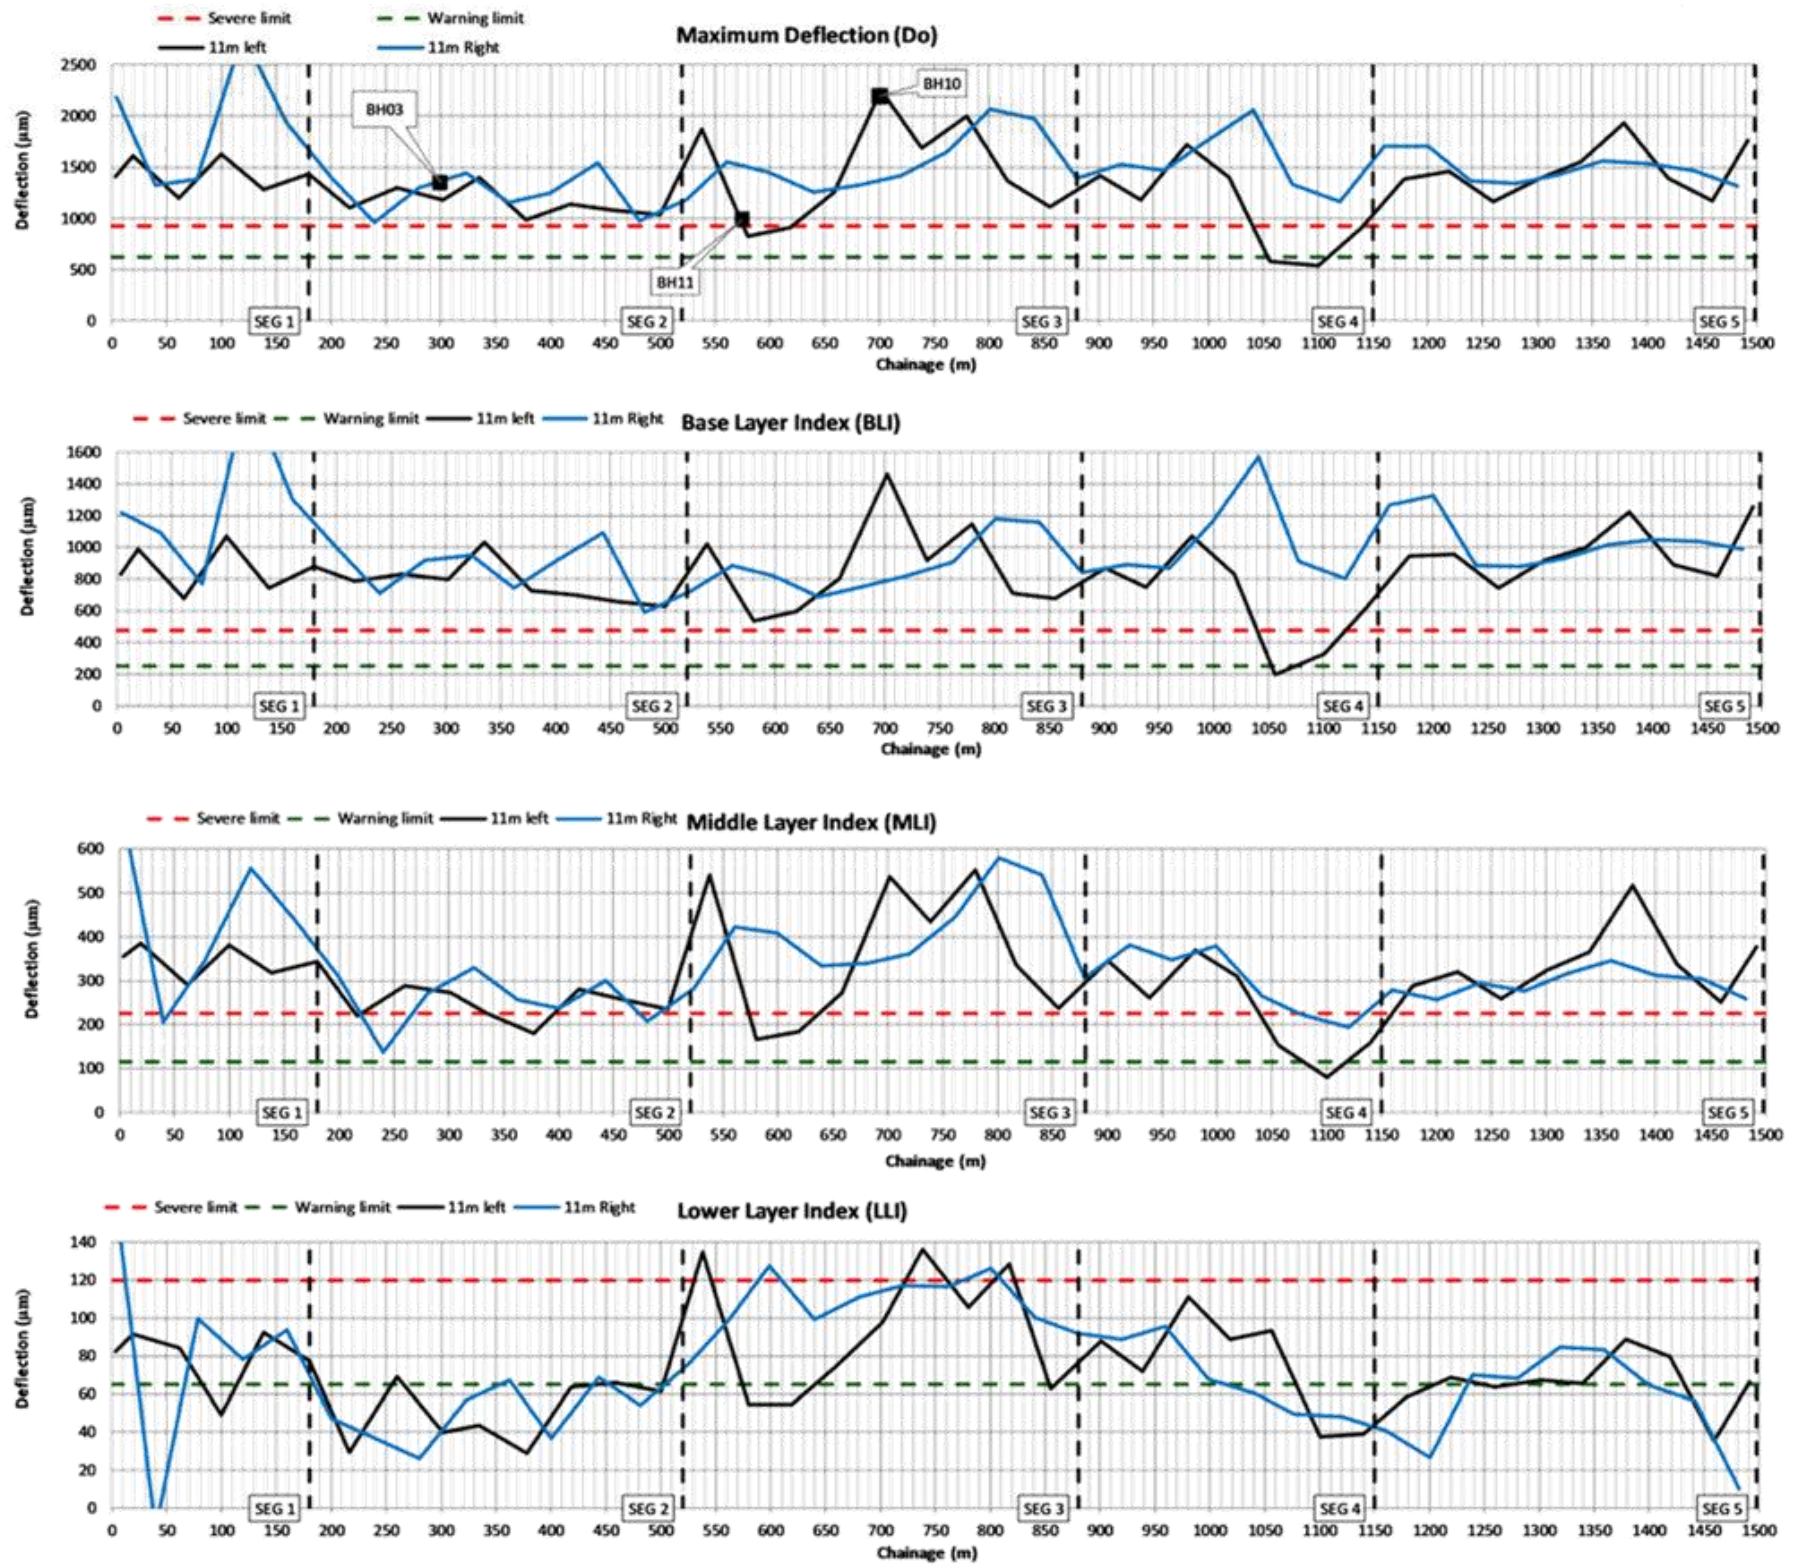 Severe limit Warning limit
11m left 11m Right
Maximum Deflection (Do)
2500
2000
1500
1000
500
0
Deflection (µm)
BH03
BH10
BH11
SEG 1 SEG 2 SEG 3 SEG 4 SEG 5
0 50 100 150 200 250 300 350 400 450 500 550 600 650 700 750 800 850 900 950 1000 1050 1100 1150 1200 1250 1300 1350 1400 1450 1500
Chainage (m)
Severe limit Warning limit 11m left 11m Right Base Layer Index (BLI)
1600
1400
1200
1000
800
600
400
200
0
Deflection (µm)
SEG 1 SEG 2 SEG 3 SEG 4 SEG 5
0 50 100 150 200 250 300 350 400 450 500 550 600 650 700 750 800 850 900 950 1000 1050 1100 1150 1200 1250 1300 1350 1400 1450 1500
Chainage (m)
Severe limit Warning limit 11m left 11m Right Middle Layer Index (MLI)
600
500
400
300
200
100
0
Deflection (µm)
SEG 1 SEG 2 SEG 3 SEG 4 SEG 5
0 50 100 150 200 250 300 350 400 450 500 550 600 650 700 750 800 850 900 950 1000 1050 1100 1150 1200 1250 1300 1350 1400 1450 1500
Chainage (m)
Severe limit Warning limit 11m left 11m Right Lower Layer Index (LLI)
140
120
100
80
60
40
20
0
Deflection (µm)
SEG 1 SEG 2 SEG 3 SEG 4 SEG 5
0 50 100 150 200 250 300 350 400 450 500 550 600 650 700 750 800 850 900 950 1000 1050 1100 1150 1200 1250 1300 1350 1400 1450 1500
Chainage (m)